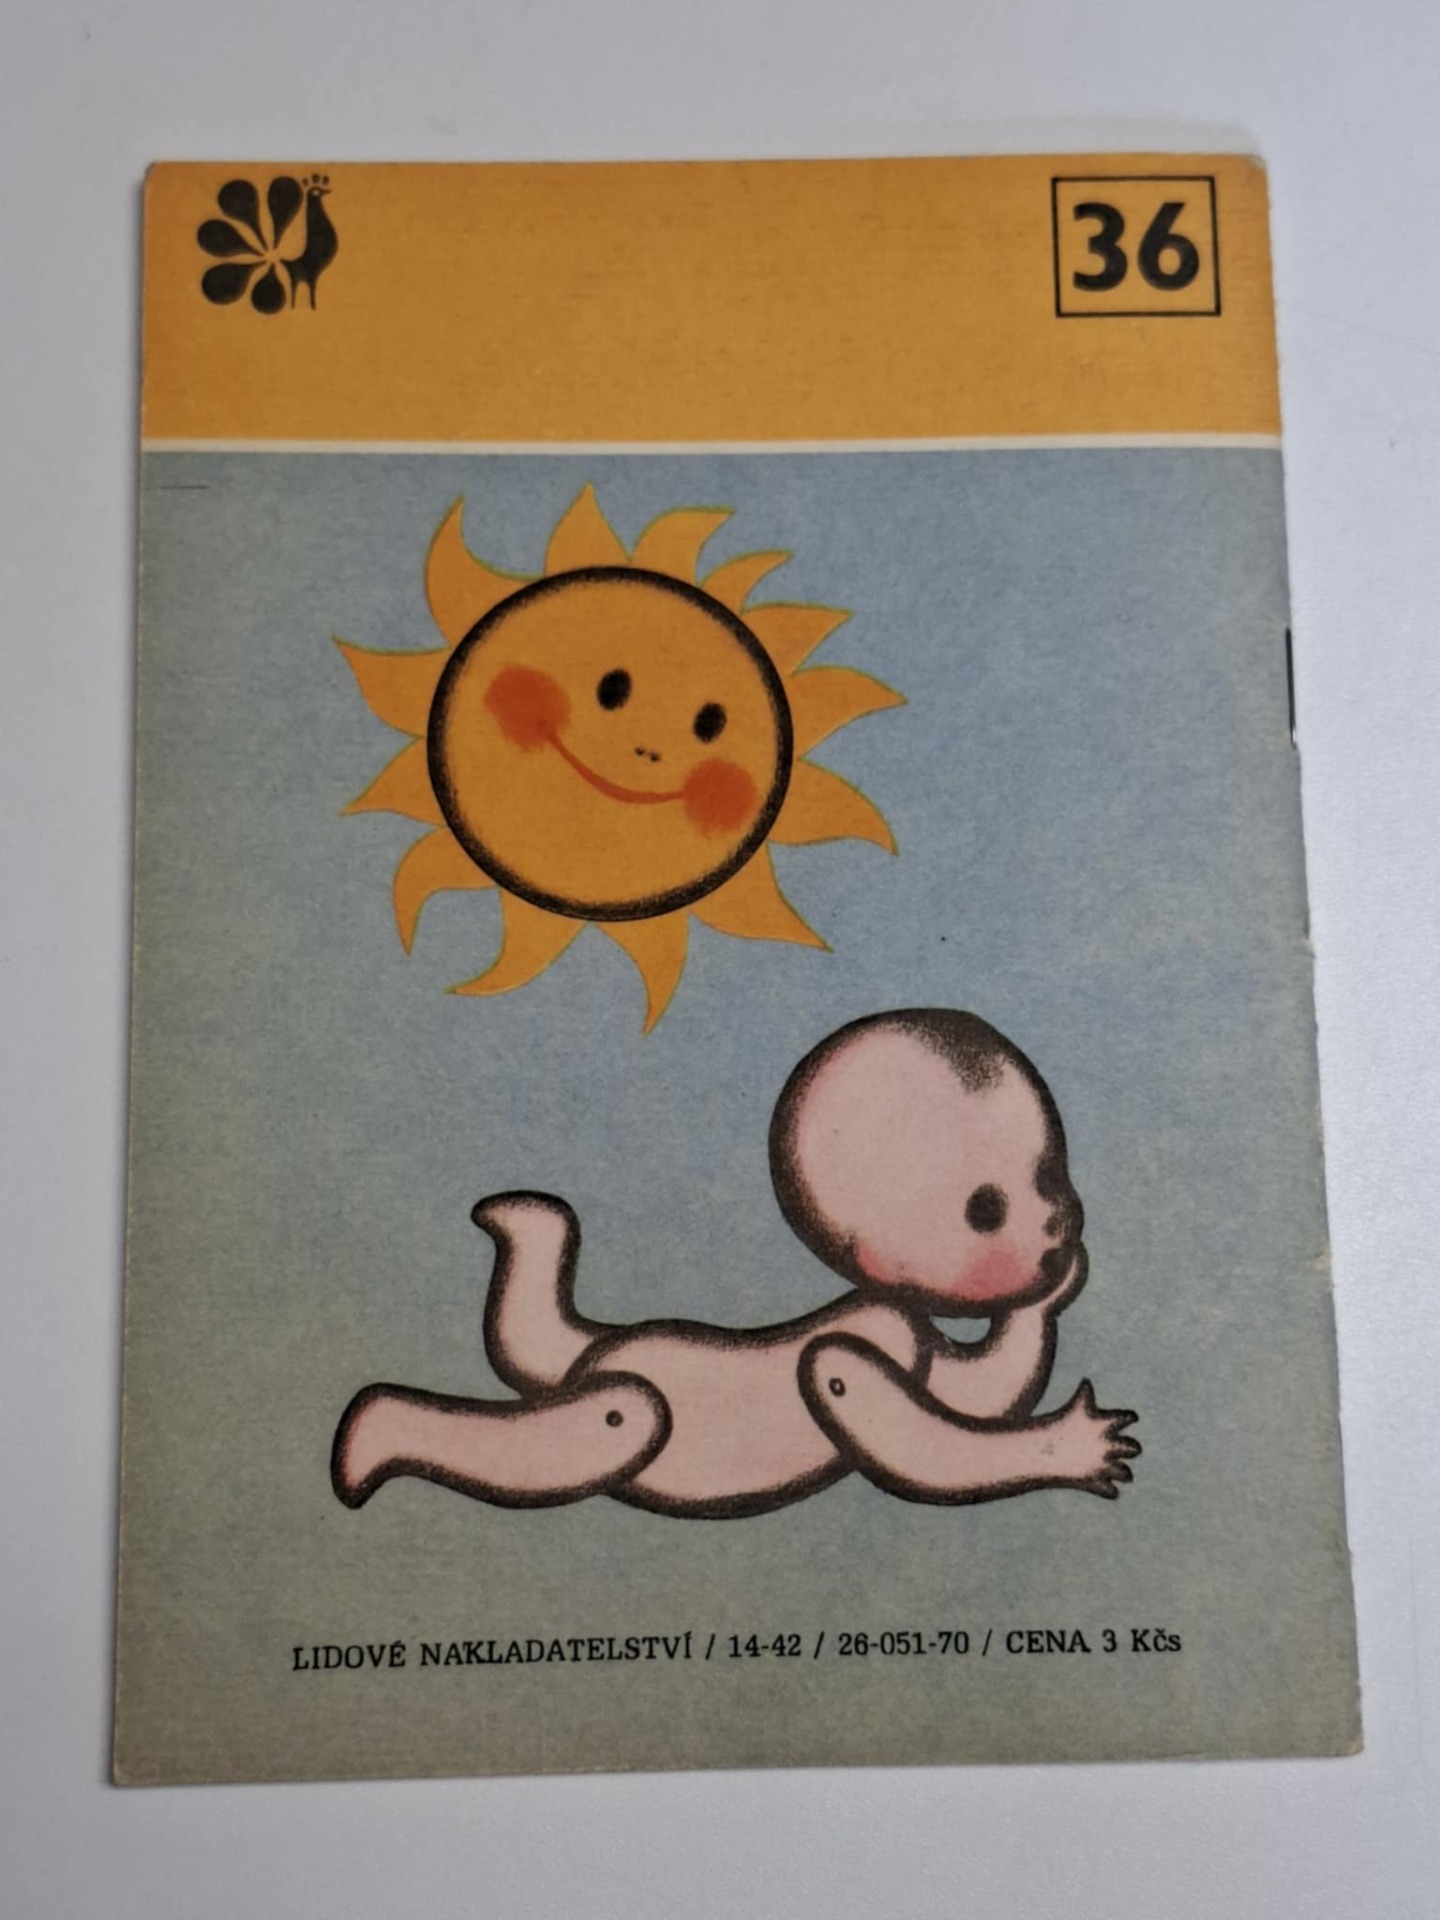 36
LIDOVÉ NAKLADATELSTVÍ / 14-42 / 26-051-70 / CENA 3 Kčs